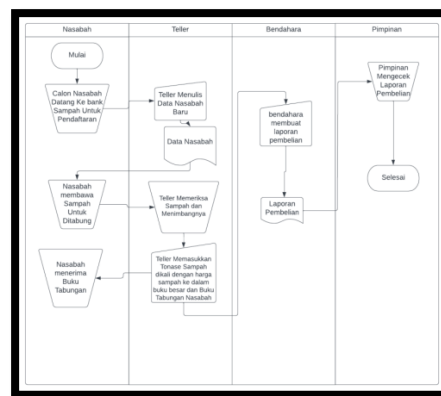 Nasabah
Teller
Bendahara
Pimpinan
Mulai
Calon Nasabah
Datang Ke bank
Sampah Untuk
Pendaftaran
Teller Menulis
Data Nasabah
Baru
Data Nasabah
Nasabah
membawa
Sampah
Untuk
Ditabung
Teller Memeriksa
Sampah dan
Menimbangnya
Teller Memasukkan
Tonase Sampah
dikali dengan harga
sampah ke dalam
buku besar dan Buku
Tabungan Nasabah
Nasabah
menerima
Buku
Tabungan
bendahara
membuat
laporan
pembelian
Laporan
Pembelian
Pimpinan
Mengecek
Laporan
Pembelian
Selesai